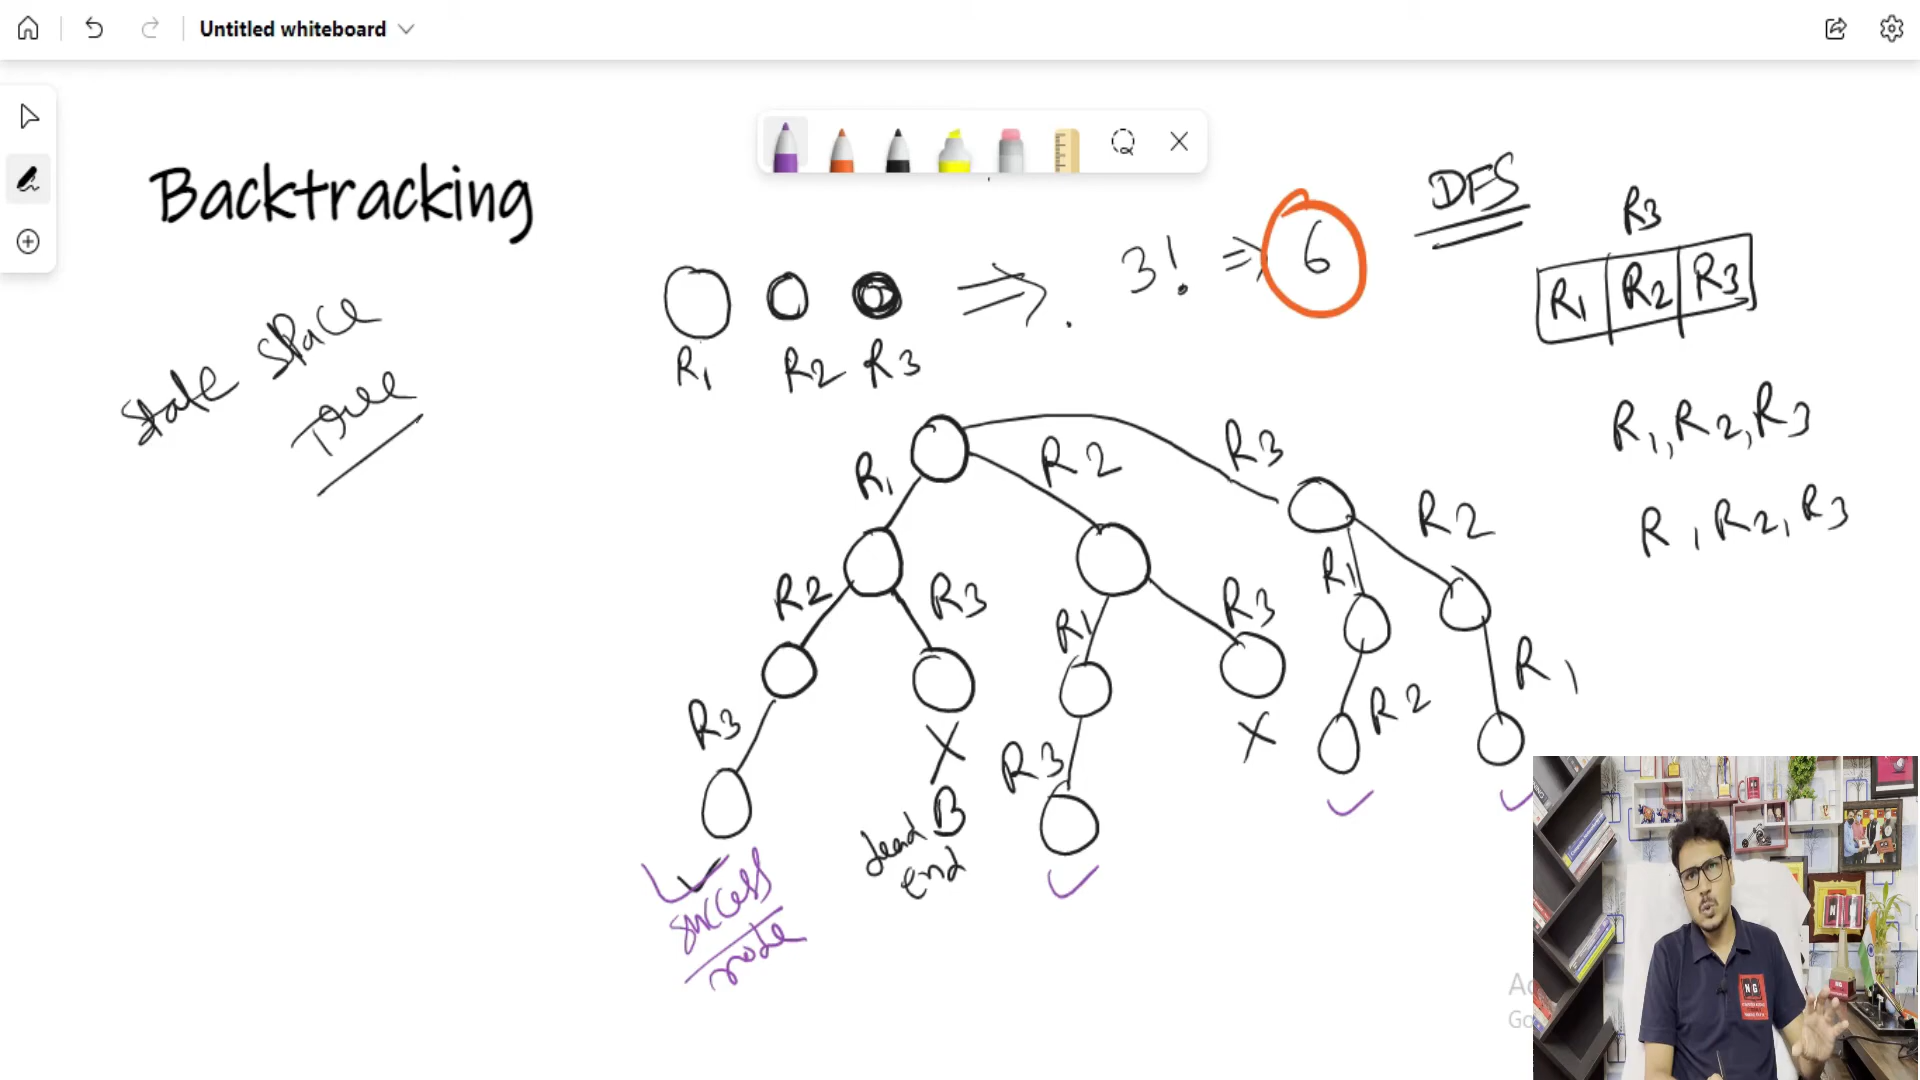 Untitled whiteboard
Backtracking
DFS
R3
3! => 6
R1 R2 R3
R1 R2 R3
State Space
Tree
R1, R2, R3
R1, R2, R3
R1
R2
R3
R2
R2
R3
R1
R3
R1
R1
R3
R3
R2
X
X
B
dead
end
success
node
NG